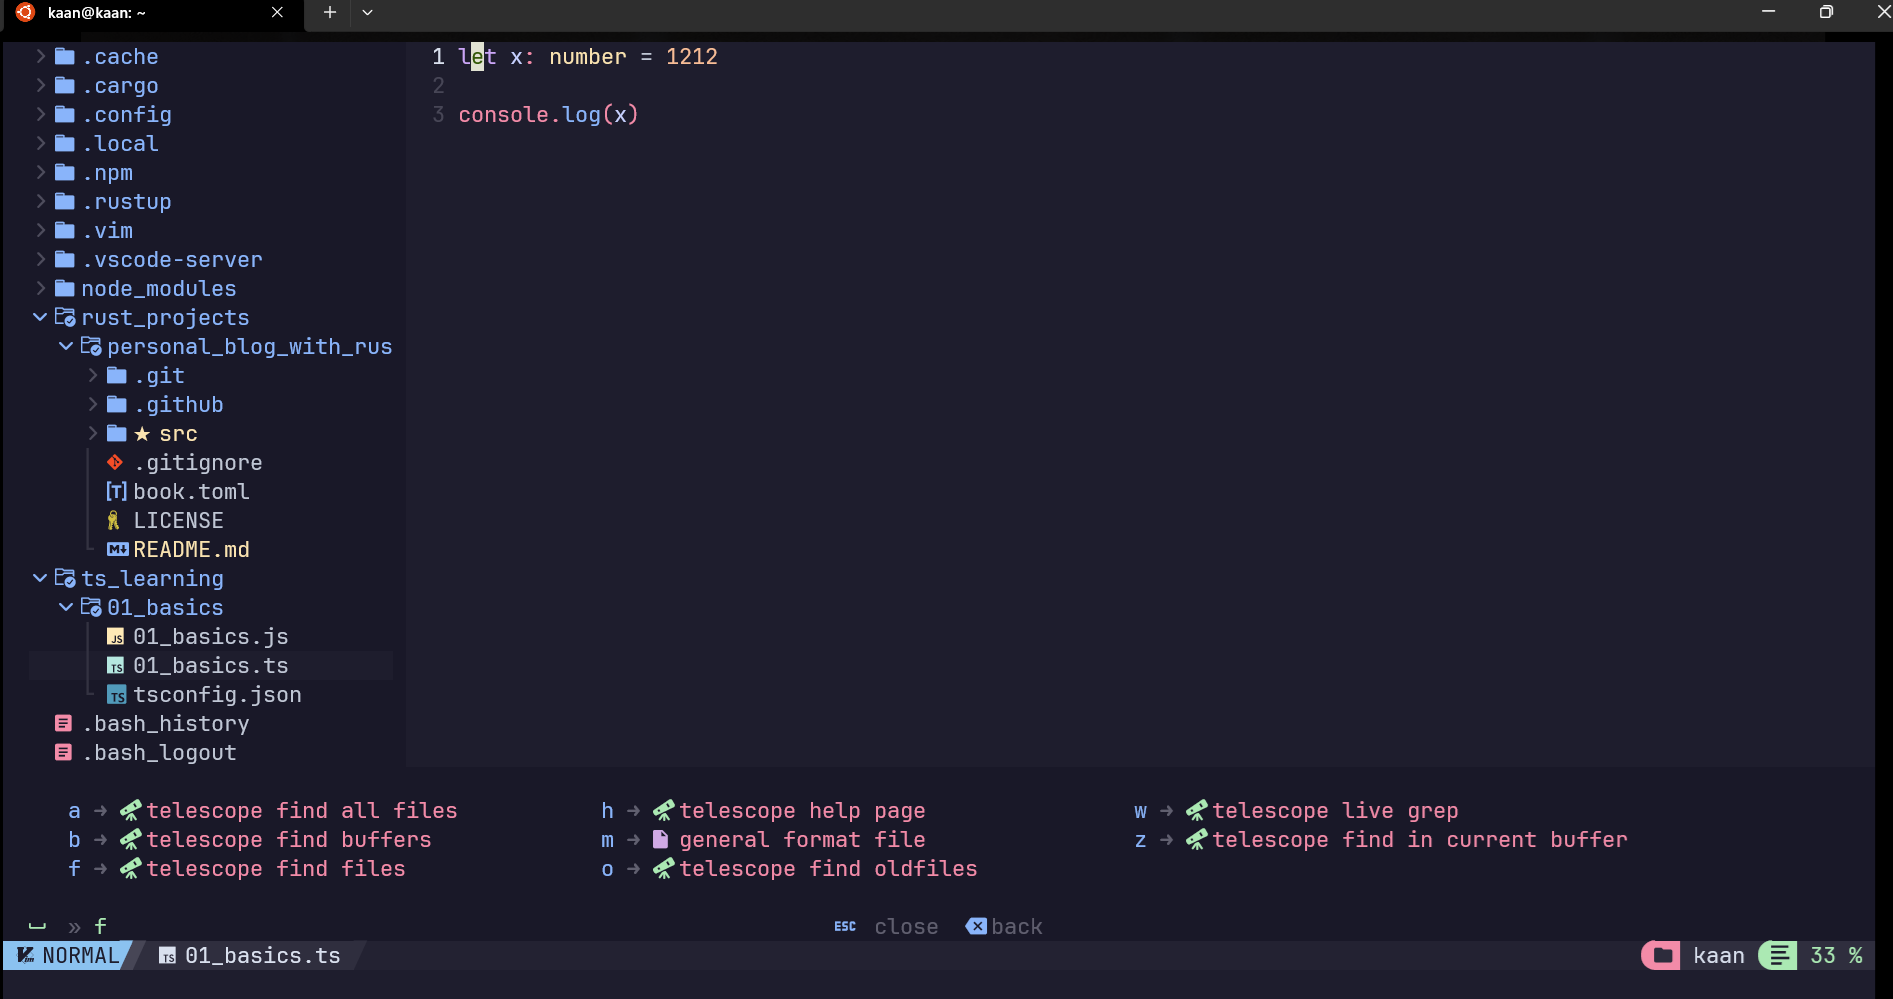 kaan@kaan: ~
.cache
.cargo
.config
.local
.npm
.rustup
.vim
.vscode-server
node_modules
rust_projects
personal_blog_with_rus
.git
.github
★ src
.gitignore
[T] book.toml
LICENSE
M↓ README.md
ts_learning
01_basics
JS 01_basics.js
TS 01_basics.ts
TS tsconfig.json
.bash_history
.bash_logout
1 let x: number = 1212
2
3 console.log(x)
a → telescope find all files
b → telescope find buffers
f → telescope find files
h → telescope help page
m → general format file
o → telescope find oldfiles
w → telescope live grep
z → telescope find in current buffer
» f
ESC close back
NORMAL TS 01_basics.ts kaan 33 %